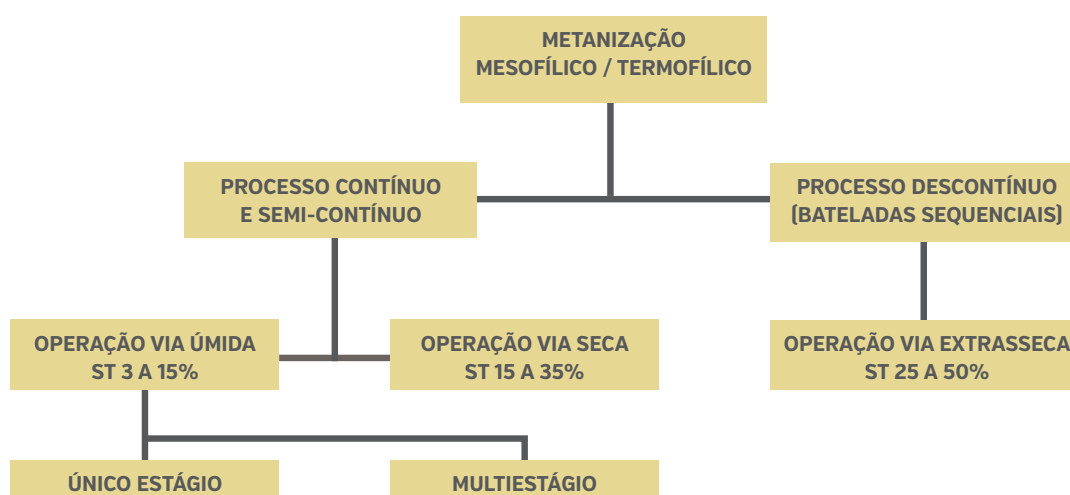 METANIZAÇÃO
MESOFÍLICO / TERMOFÍLICO
PROCESSO CONTÍNUO
E SEMI-CONTÍNUO
PROCESSO DESCONTÍNUO
(BATELADAS SEQUENCIAIS)
OPERAÇÃO VIA ÚMIDA
ST 3 A 15%
OPERAÇÃO VIA SECA
ST 15 A 35%
OPERAÇÃO VIA EXTRASSECA
ST 25 A 50%
ÚNICO ESTÁGIO
MULTIESTÁGIO